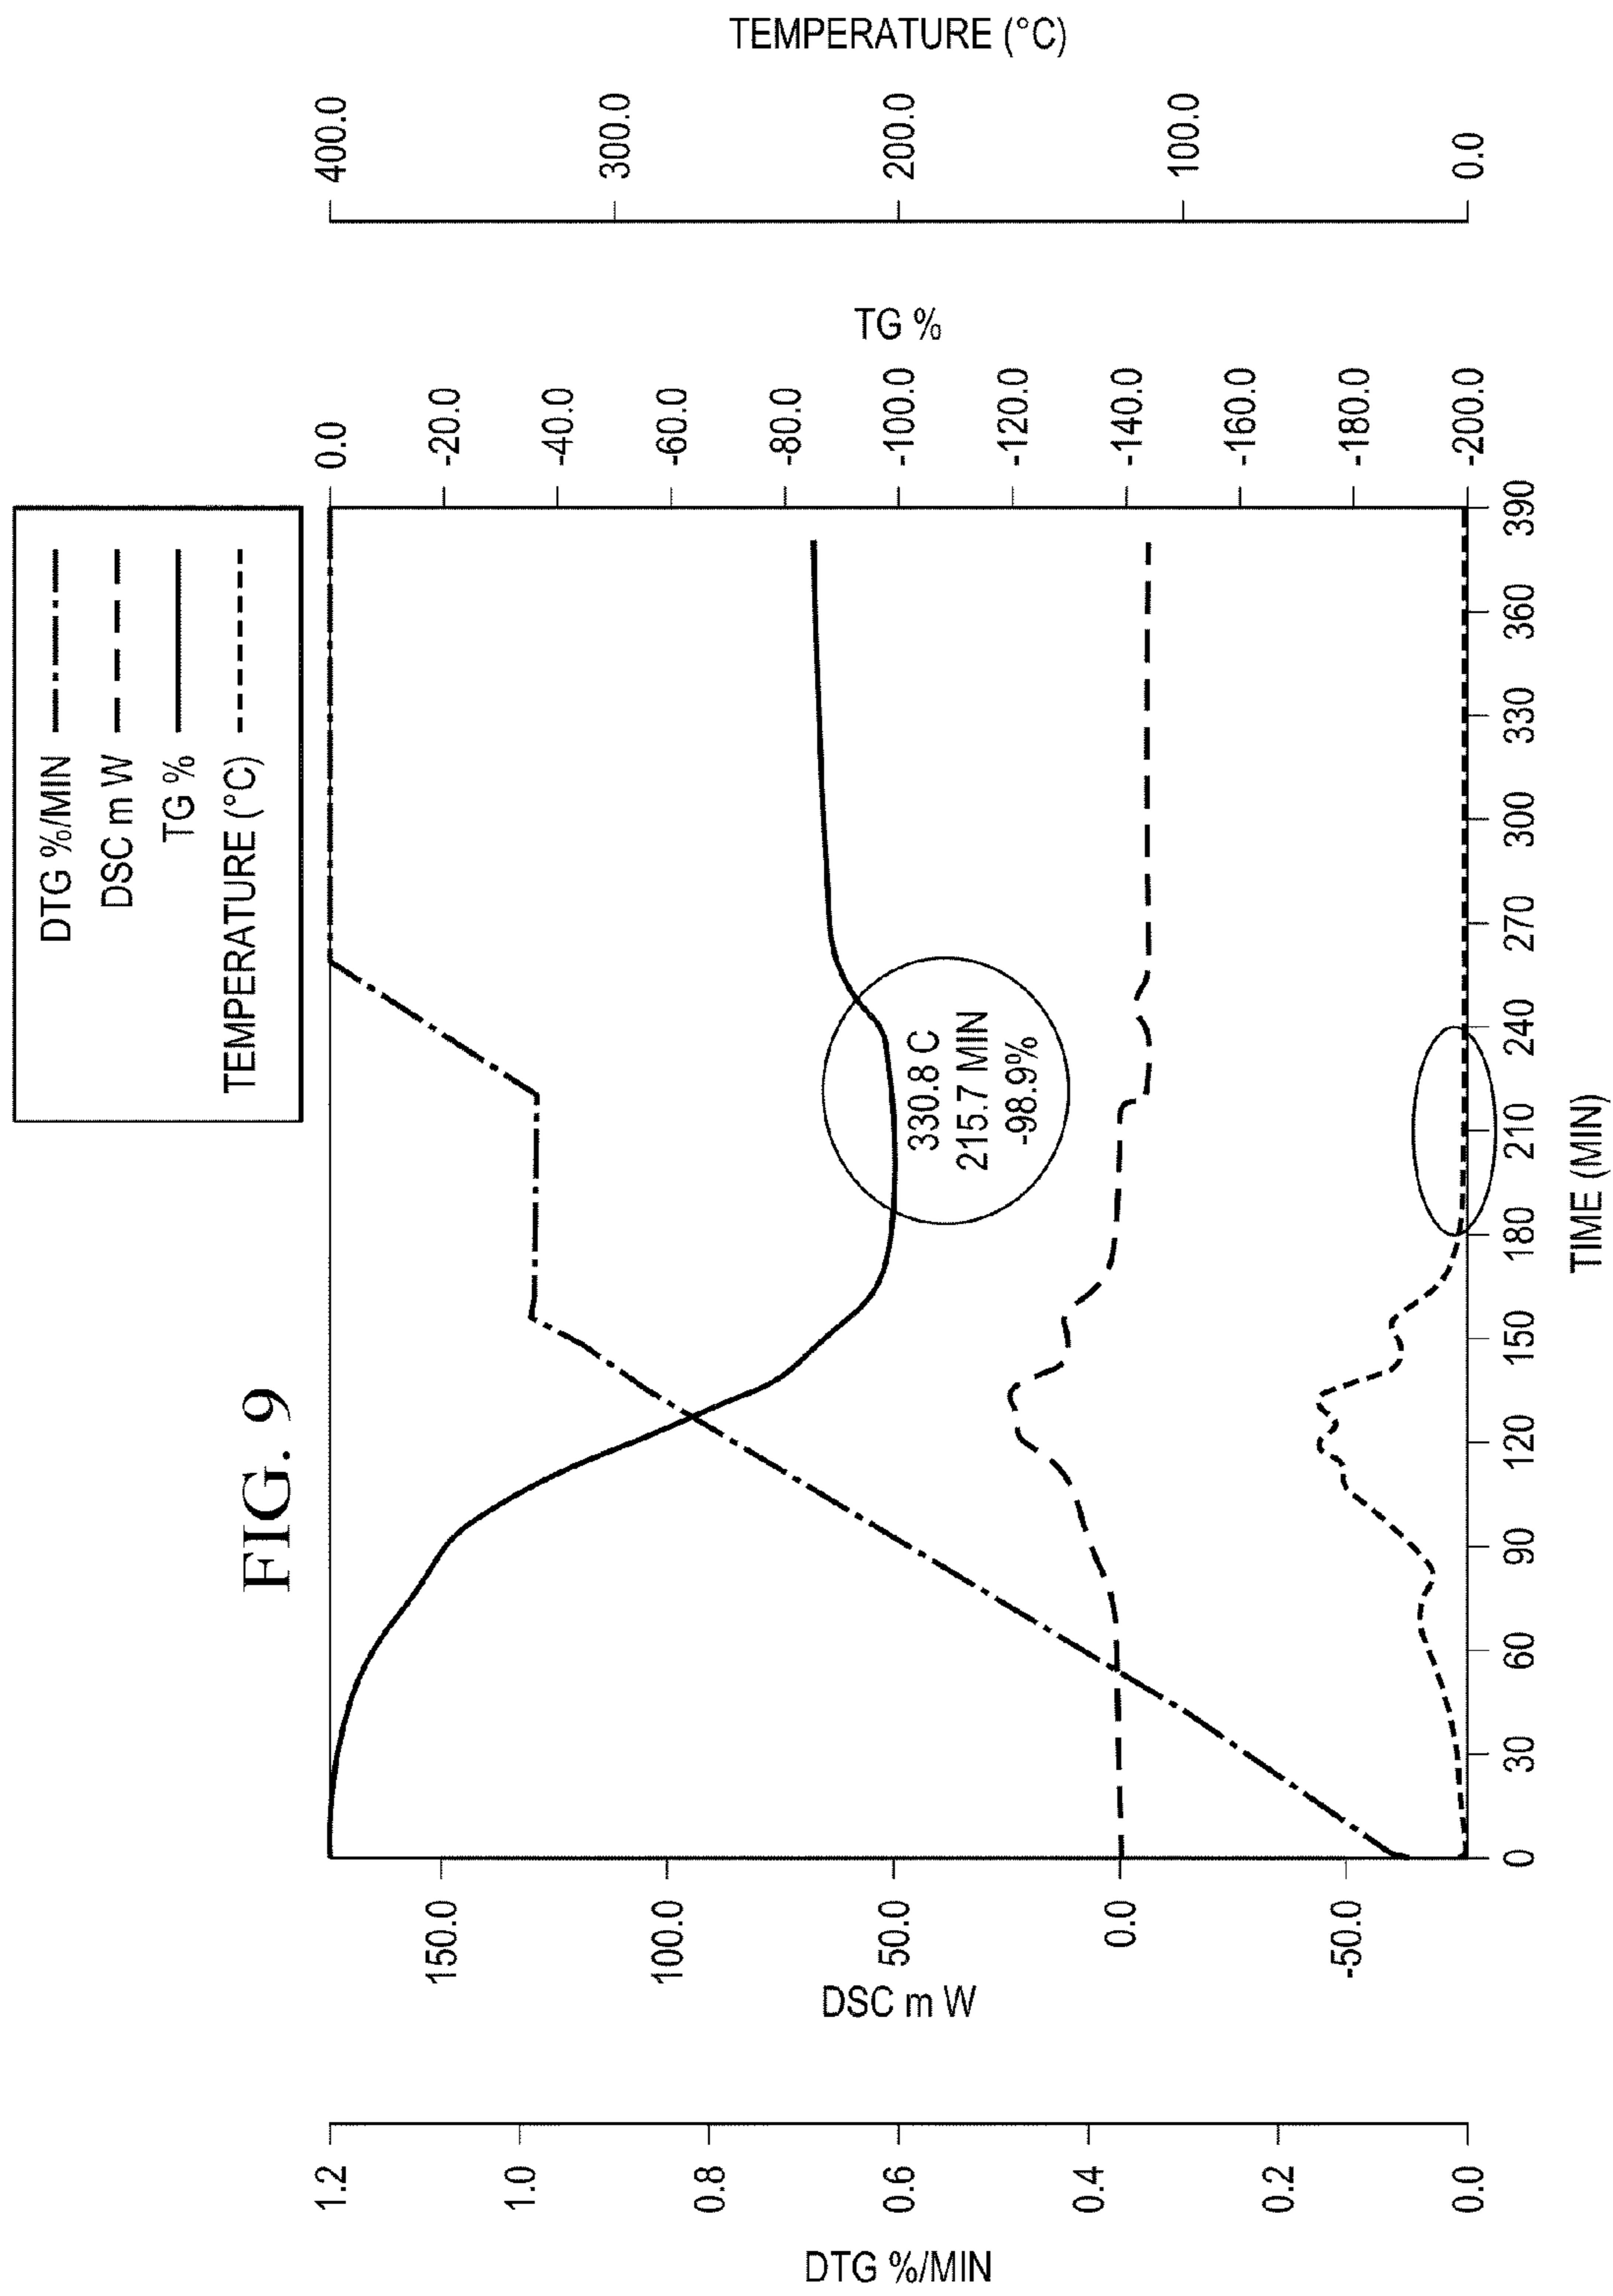 FIG. 9
DTG %/MIN
DSC m W
TG %
TEMPERATURE (°C)
DTG %/MIN
1.2
1.0
0.8
0.6
0.4
0.2
0.0
DSC m W
150.0
100.0
50.0
0.0
-50.0
330.8 C
215.7 MIN
-98.9%
0 30 60 90 120 150 180 210 240 270 300 330 360 390
TIME (MIN)
0.0
-20.0
-40.0
-60.0
-80.0
-100.0
-120.0
-140.0
-160.0
-180.0
-200.0
TG %
400.0
300.0
200.0
100.0
0.0
TEMPERATURE (°C)